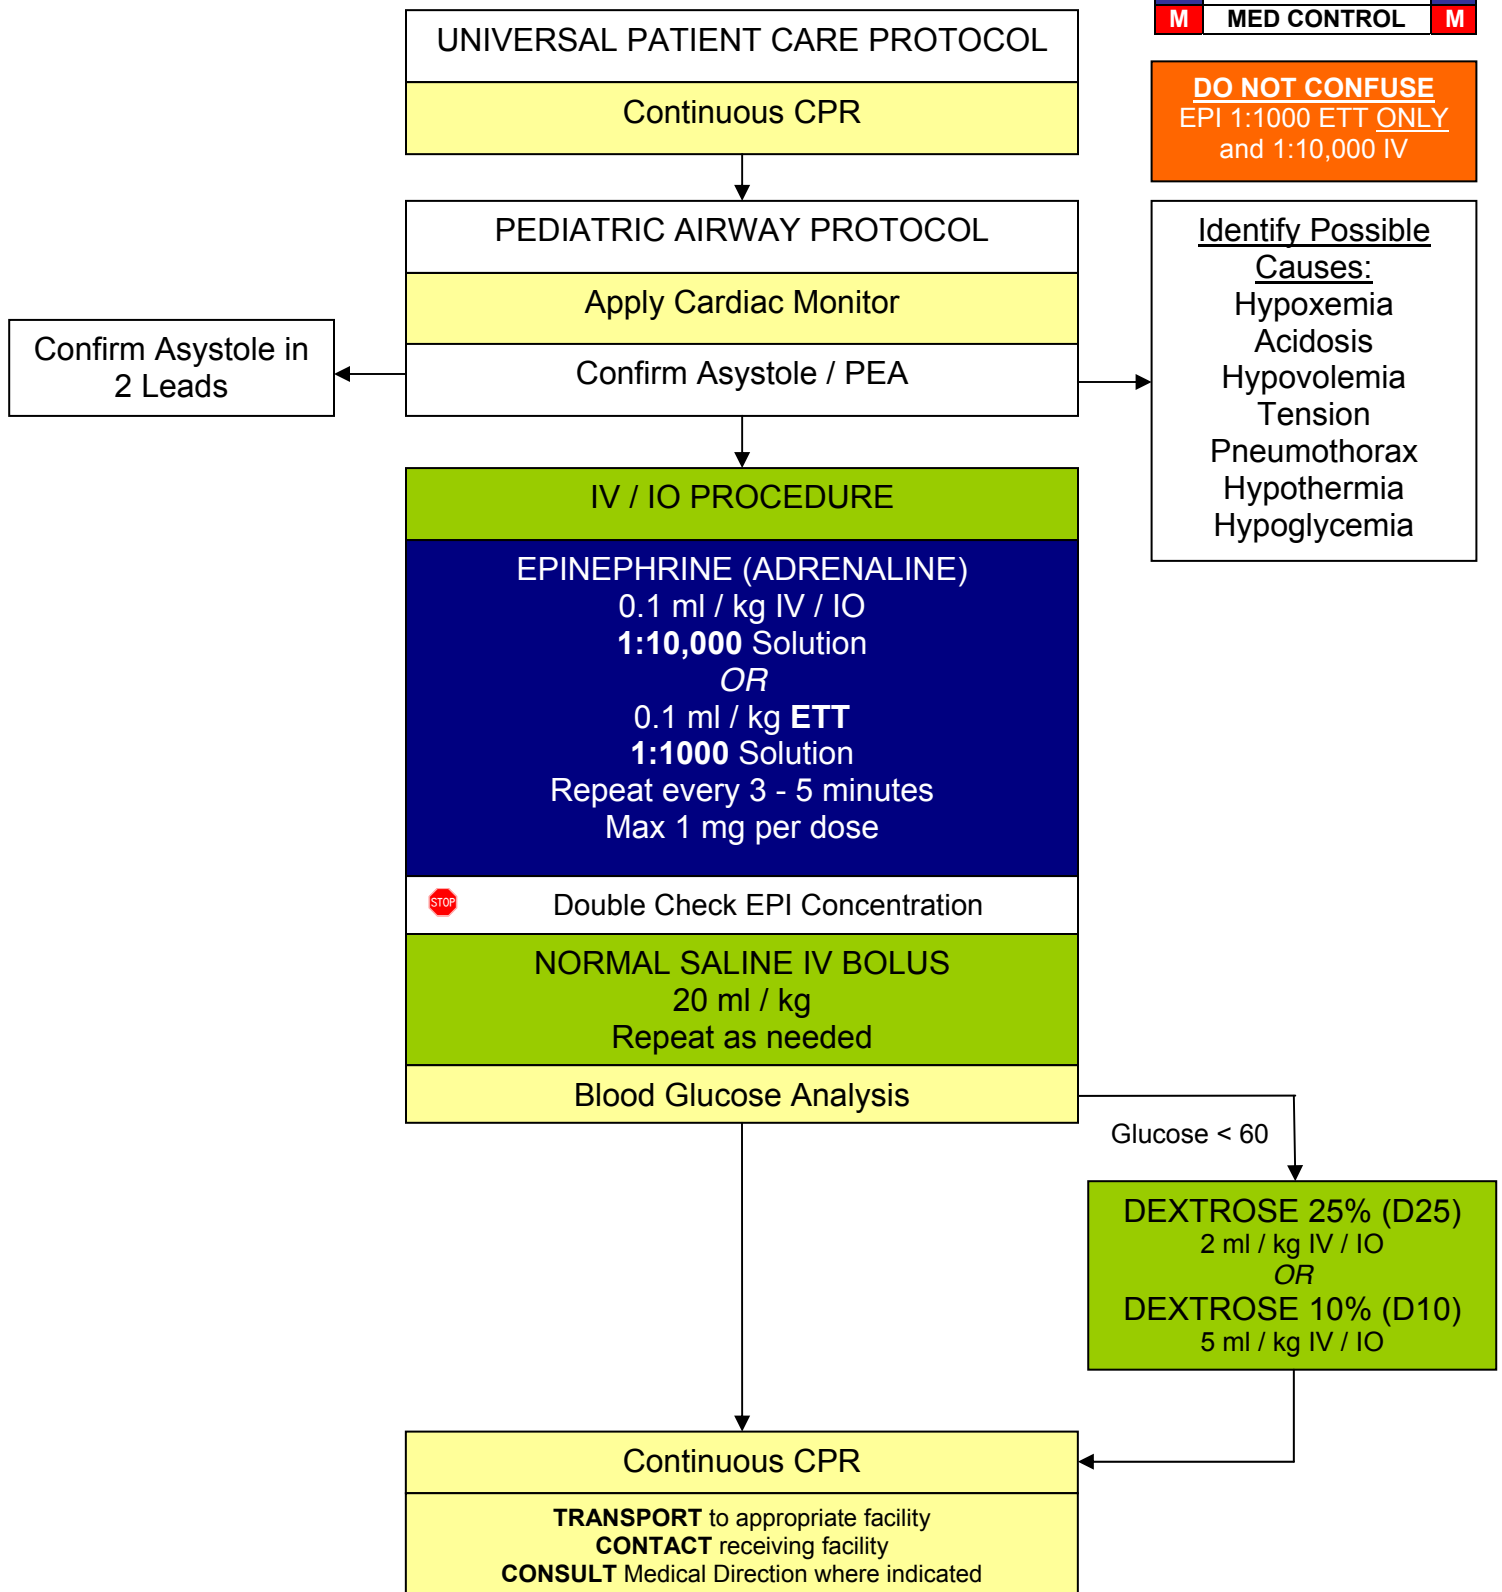 M MED CONTROL M
UNIVERSAL PATIENT CARE PROTOCOL
Continuous CPR
DO NOT CONFUSE
EPI 1:1000 ETT ONLY
and 1:10,000 IV
PEDIATRIC AIRWAY PROTOCOL
Apply Cardiac Monitor
Confirm Asystole / PEA
Confirm Asystole in
2 Leads
Identify Possible
Causes:
Hypoxemia
Acidosis
Hypovolemia
Tension
Pneumothorax
Hypothermia
Hypoglycemia
IV / IO PROCEDURE
EPINEPHRINE (ADRENALINE)
0.1 ml / kg IV / IO
1:10,000 Solution
OR
0.1 ml / kg ETT
1:1000 Solution
Repeat every 3 - 5 minutes
Max 1 mg per dose
STOP Double Check EPI Concentration
NORMAL SALINE IV BOLUS
20 ml / kg
Repeat as needed
Blood Glucose Analysis
Glucose < 60
DEXTROSE 25% (D25)
2 ml / kg IV / IO
OR
DEXTROSE 10% (D10)
5 ml / kg IV / IO
Continuous CPR
TRANSPORT to appropriate facility
CONTACT receiving facility
CONSULT Medical Direction where indicated